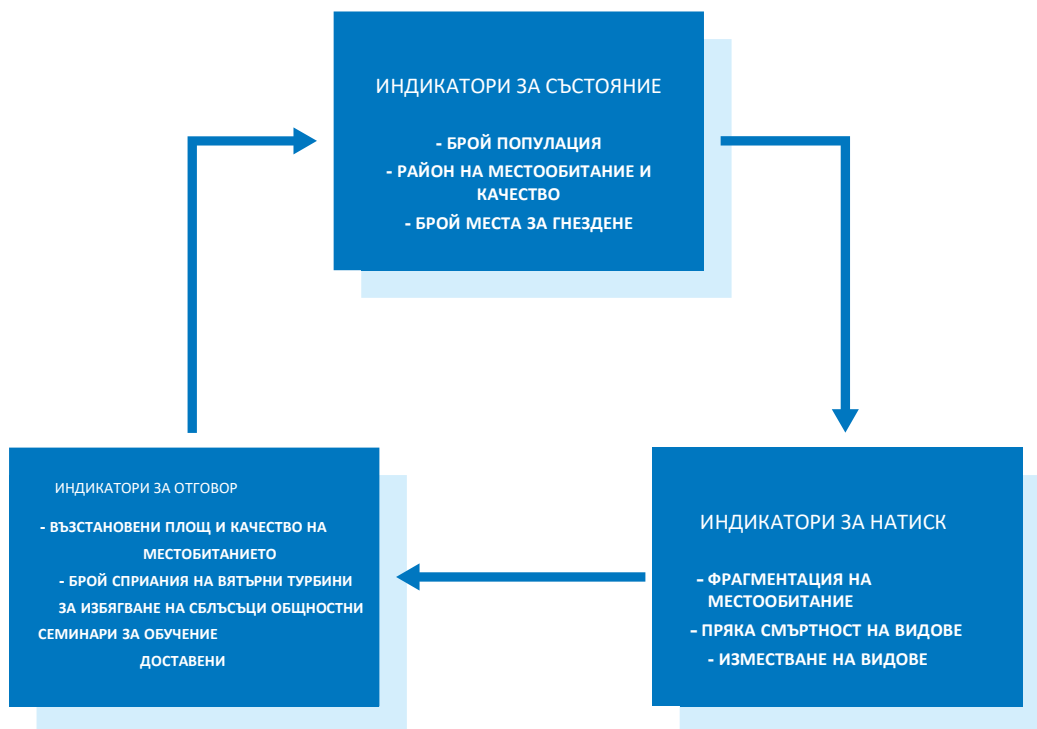 ИНДИКАТОРИ ЗА СЪСТОЯНИЕ
- БРОЙ ПОПУЛАЦИЯ
- РАЙОН НА МЕСТООБИТАНИЕ И
КАЧЕСТВО
- БРОЙ МЕСТА ЗА ГНЕЗДЕНЕ
ИНДИКАТОРИ ЗА НАТИСК
- ФРАГМЕНТАЦИЯ НА
МЕСТООБИТАНИЕ
- ПРЯКА СМЪРТНОСТ НА ВИДОВЕ
- ИЗМЕСТВАНЕ НА ВИДОВЕ
ИНДИКАТОРИ ЗА ОТГОВОР
- ВЪЗСТАНОВЕНИ ПЛОЩ И КАЧЕСТВО НА
МЕСТОБИТАНИЕТО
- БРОЙ СПРИАНИЯ НА ВЯТЪРНИ ТУРБИНИ
ЗА ИЗБЯГВАНЕ НА СБЛЪСЪЦИ ОБЩНОСТНИ
СЕМИНАРИ ЗА ОБУЧЕНИЕ
ДОСТАВЕНИ